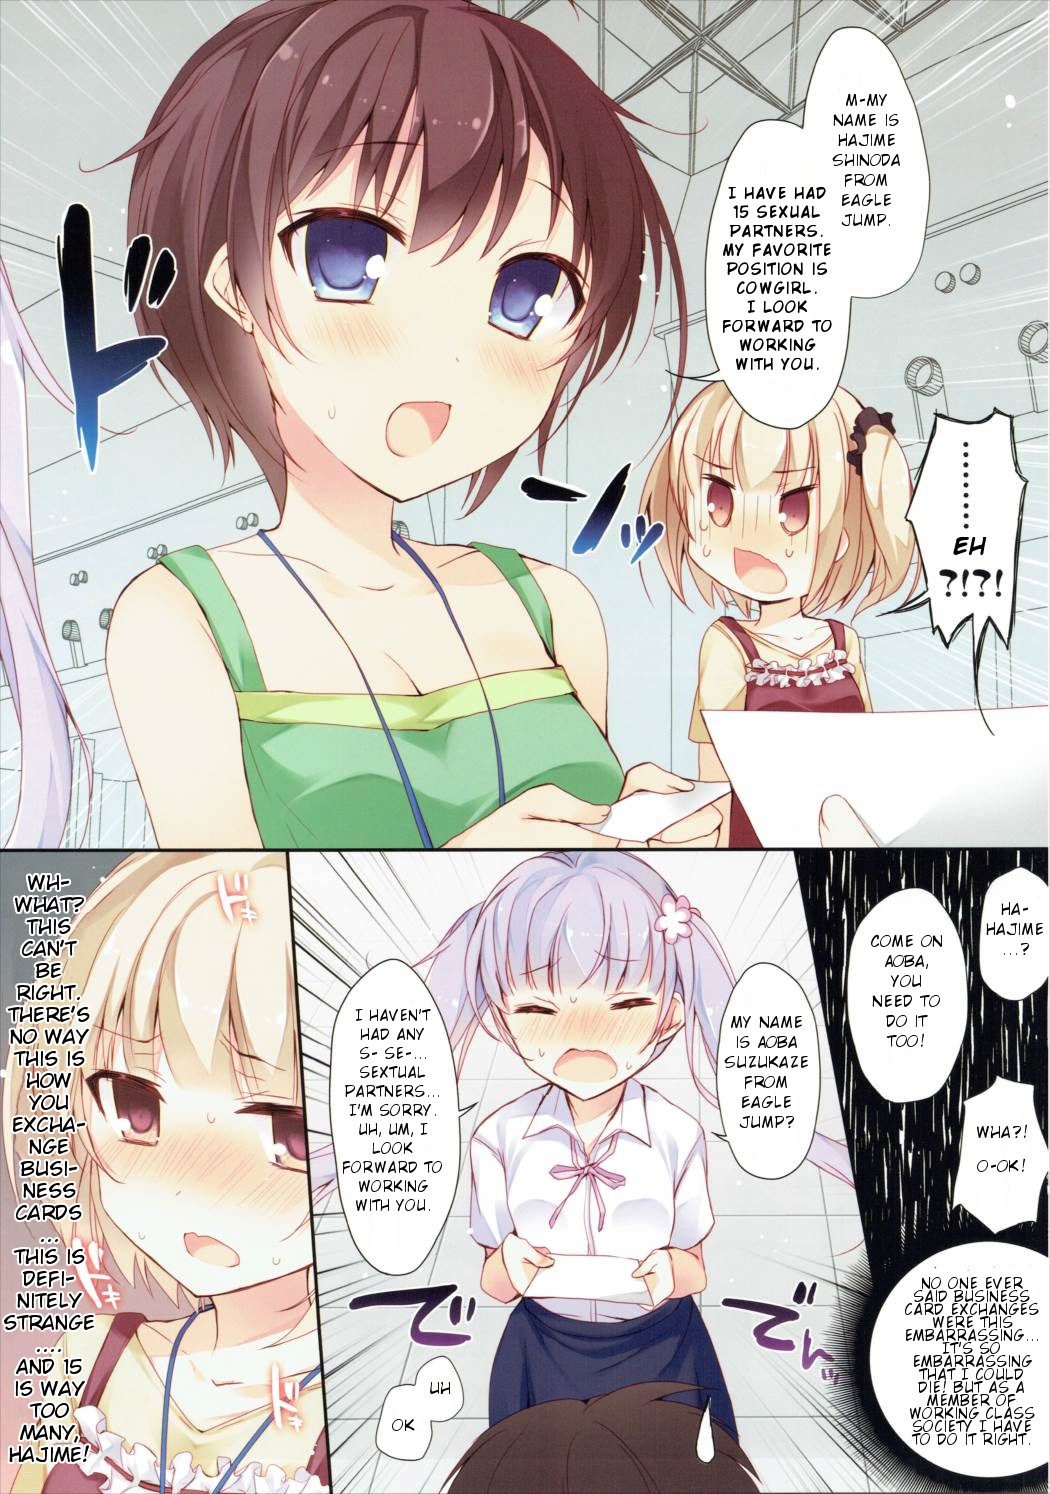 M-MY
NAME IS
HAJIME
SHINODA
FROM
EAGLE
JUMP.
I HAVE HAD
15 SEXUAL
PARTNERS.
MY FAVORITE
POSITION IS
COWGIRL.
I LOOK
FORWARD TO
WORKING
WITH YOU.
..........
EH
?!?!
ドドッ
ーン
HA-
HAJIME
...?
COME ON
AOBA,
YOU
NEED TO
DO IT
TOO!
WHA?!
O-OK!
NO ONE EVER
SAID BUSINESS
CARD EXCHANGES
WERE THIS
EMBARRASSING...
IT'S SO
EMBARRASSING
THAT I COULD
DIE! BUT AS A
MEMBER OF
WORKING CLASS
SOCIETY I HAVE
TO DO IT RIGHT.
MY NAME
IS AOBA
SUZUKAZE
FROM
EAGLE
JUMP?
I HAVEN'T
HAD ANY
S- SE-...
SEXTUAL
PARTNERS...
I'M SORRY.
UH, UM, I
LOOK
FORWARD TO
WORKING
WITH YOU.
でん
でで
UH
OK
ドキ
ドキ
WH-
WHAT?
THIS
CAN'T
BE
RIGHT.
THERE'S
NO WAY
THIS IS
HOW
YOU
EXCHA-
NGE
BUSI-
NESS
CARDS
...
THIS IS
DEFI-
NITELY
STRANGE
....
AND 15
IS WAY
TOO
MANY,
HAJIME!